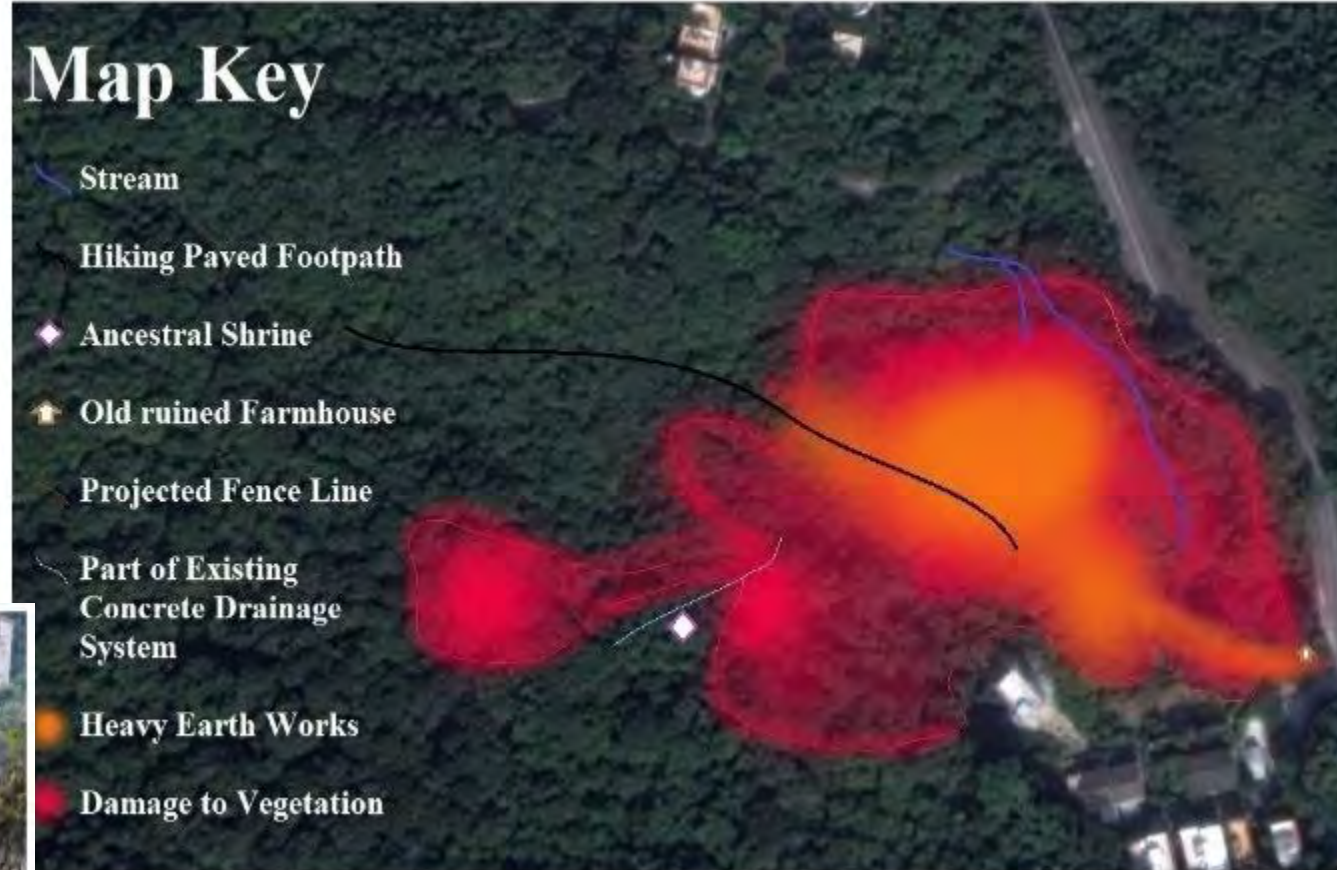 Map Key
Stream
Hiking Paved Footpath
Ancestral Shrine
Old ruined Farmhouse
Projected Fence Line
Part of Existing
Concrete Drainage
System
Heavy Earth Works
Damage to Vegetation